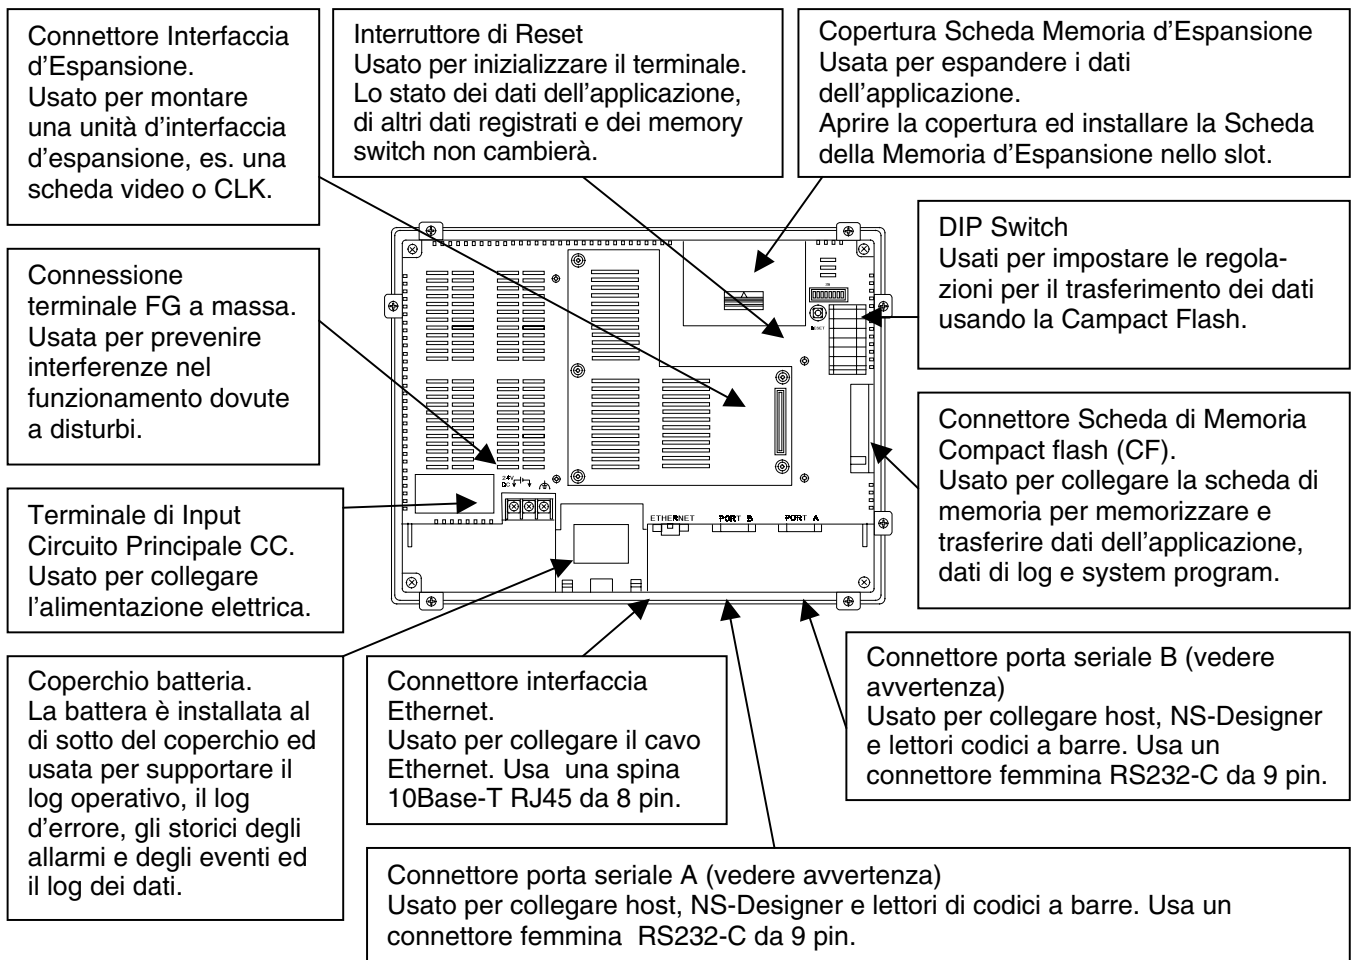 Connettore Interfaccia
d'Espansione.
Usato per montare
una unità d'interfaccia
d'espansione, es. una
scheda video o CLK.
Interruttore di Reset
Usato per inizializzare il terminale.
Lo stato dei dati dell'applicazione,
di altri dati registrati e dei memory
switch non cambierà.
Copertura Scheda Memoria d'Espansione
Usata per espandere i dati
dell'applicazione.
Aprire la copertura ed installare la Scheda
della Memoria d'Espansione nello slot.
DIP Switch
Usati per impostare le regola-
zioni per il trasferimento dei dati
usando la Campact Flash.
Connessione
terminale FG a massa.
Usata per prevenire
interferenze nel
funzionamento dovute
a disturbi.
RESET
Connettore Scheda di Memoria
Compact flash (CF).
Usato per collegare la scheda di
memoria per memorizzare e
trasferire dati dell'applicazione,
dati di log e system program.
Terminale di Input
Circuito Principale CC.
Usato per collegare
l'alimentazione elettrica.
24V
DC
ETHERNET PORT B PORT A
Coperchio batteria.
La battera è installata al
di sotto del coperchio ed
usata per supportare il
log operativo, il log
d'errore, gli storici degli
allarmi e degli eventi ed
il log dei dati.
Connettore interfaccia
Ethernet.
Usato per collegare il cavo
Ethernet. Usa una spina
10Base-T RJ45 da 8 pin.
Connettore porta seriale B (vedere
avvertenza)
Usato per collegare host, NS-Designer
e lettori codici a barre. Usa un
connettore femmina RS232-C da 9 pin.
Connettore porta seriale A (vedere avvertenza)
Usato per collegare host, NS-Designer e lettori di codici a barre. Usa un
connettore femmina RS232-C da 9 pin.